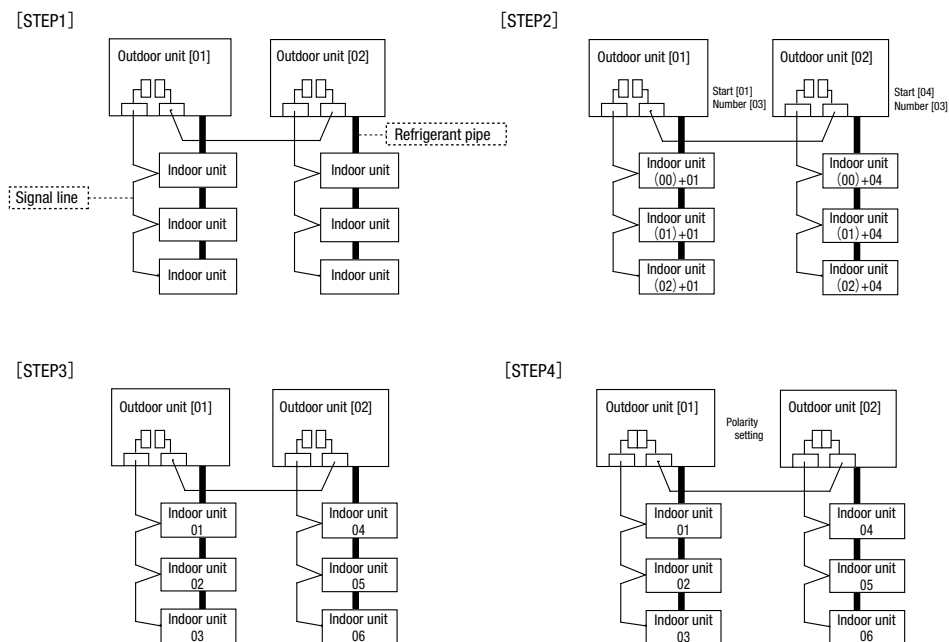 [STEP1]
Outdoor unit [01]
Outdoor unit [02]
Refrigerant pipe
Signal line
Indoor unit
Indoor unit
Indoor unit
Indoor unit
Indoor unit
Indoor unit
[STEP2]
Outdoor unit [01]
Start [01]
Number [03]
Outdoor unit [02]
Start [04]
Number [03]
Indoor unit
(00)+01
Indoor unit
(01)+01
Indoor unit
(02)+01
Indoor unit
(00)+04
Indoor unit
(01)+04
Indoor unit
(02)+04
[STEP3]
Outdoor unit [01]
Outdoor unit [02]
Indoor unit
01
Indoor unit
02
Indoor unit
03
Indoor unit
04
Indoor unit
05
Indoor unit
06
[STEP4]
Outdoor unit [01]
Polarity
setting
Outdoor unit [02]
Indoor unit
01
Indoor unit
02
Indoor unit
03
Indoor unit
04
Indoor unit
05
Indoor unit
06